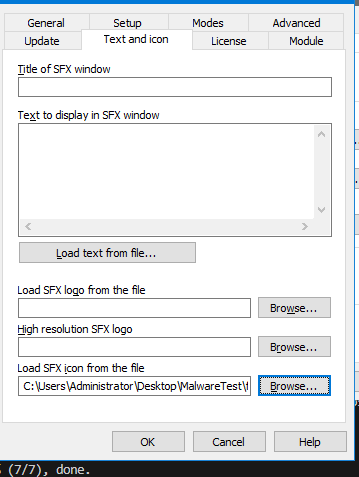 General Setup Modes Advanced
Update Text and icon License Module
Title of SFX window
Text to display in SFX window
Load text from file...
Load SFX logo from the file
Browse...
High resolution SFX logo
Browse...
Load SFX icon from the file
C:\Users\Administrator\Desktop\MalwareTest\ Browse...
OK Cancel Help
(7/7), done.